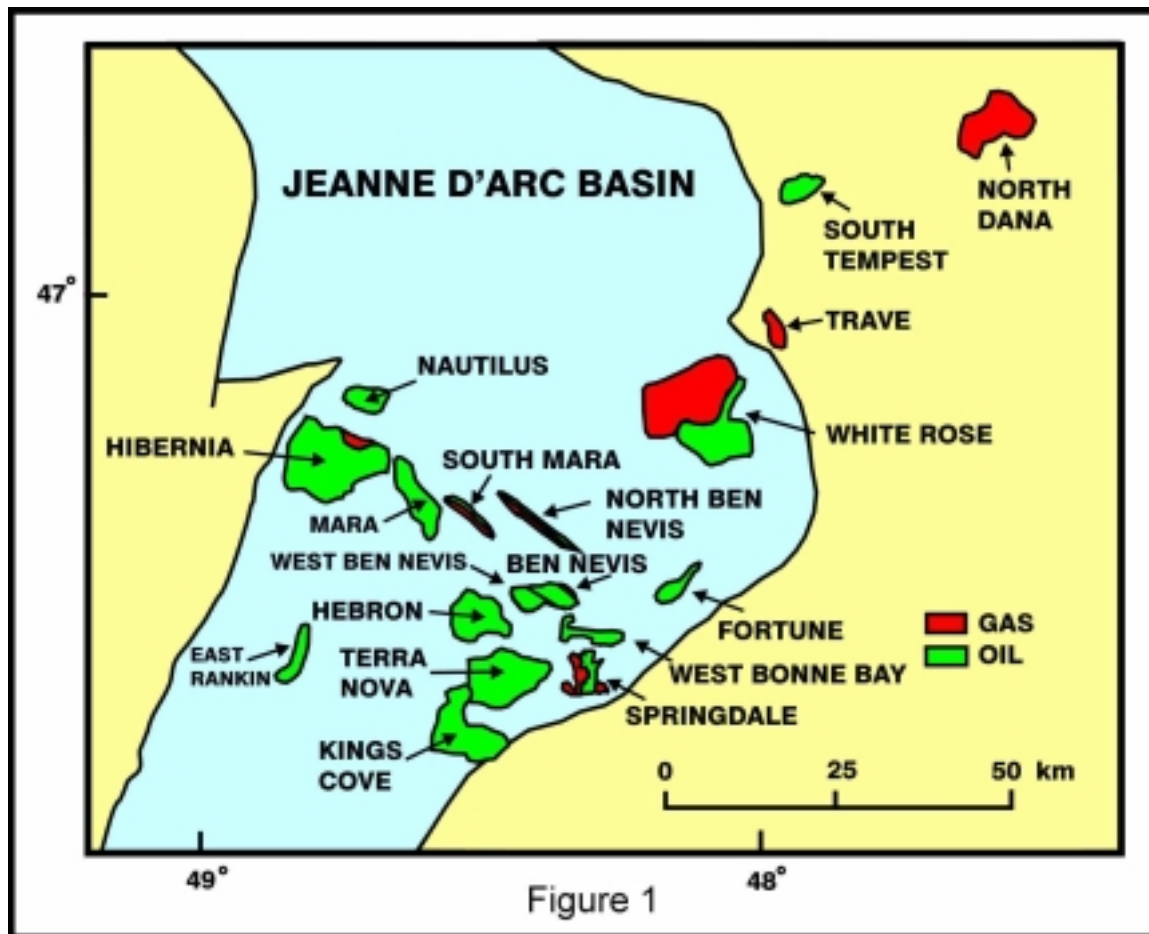 JEANNE D'ARC BASIN
NORTH
DANA
SOUTH
TEMPEST
47°
TRAVE
NAUTILUS
WHITE ROSE
HIBERNIA
SOUTH MARA
NORTH BEN
NEVIS
MARA
WEST BEN NEVIS
BEN NEVIS
HEBRON
FORTUNE
GAS
OIL
EAST
RANKIN
TERRA
NOVA
WEST BONNE BAY
SPRINGDALE
KINGS
COVE
0 25 50 km
49°
48°
Figure 1